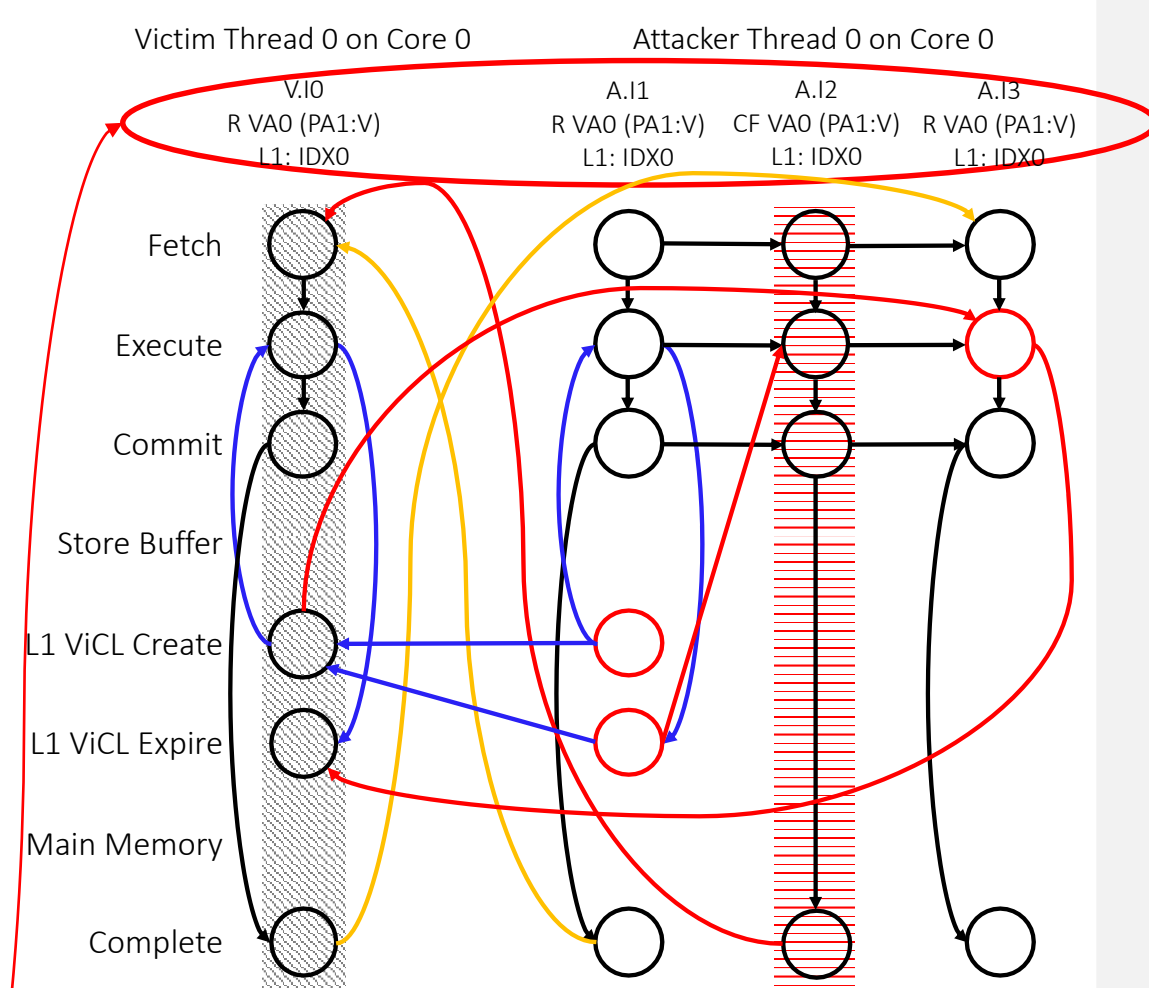 Victim Thread 0 on Core 0
Attacker Thread 0 on Core 0
V.I0
R VA0 (PA1:V)
L1: IDX0
A.I1
R VA0 (PA1:V)
L1: IDX0
A.I2
CF VA0 (PA1:V)
L1: IDX0
A.I3
R VA0 (PA1:V)
L1: IDX0
Fetch
Execute
Commit
Store Buffer
L1 ViCL Create
L1 ViCL Expire
Main Memory
Complete